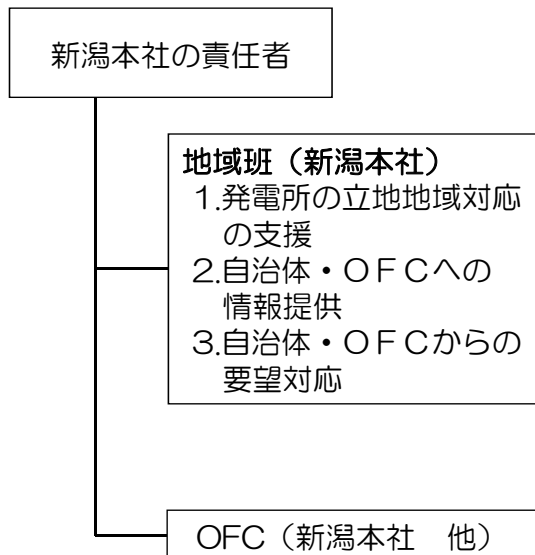 新潟本社の責任者
地域班（新潟本社）
1.発電所の立地地域対応
の支援
2.自治体・ＯＦＣへの
情報提供
3.自治体・ＯＦＣからの
要望対応
OFC（新潟本社　他）